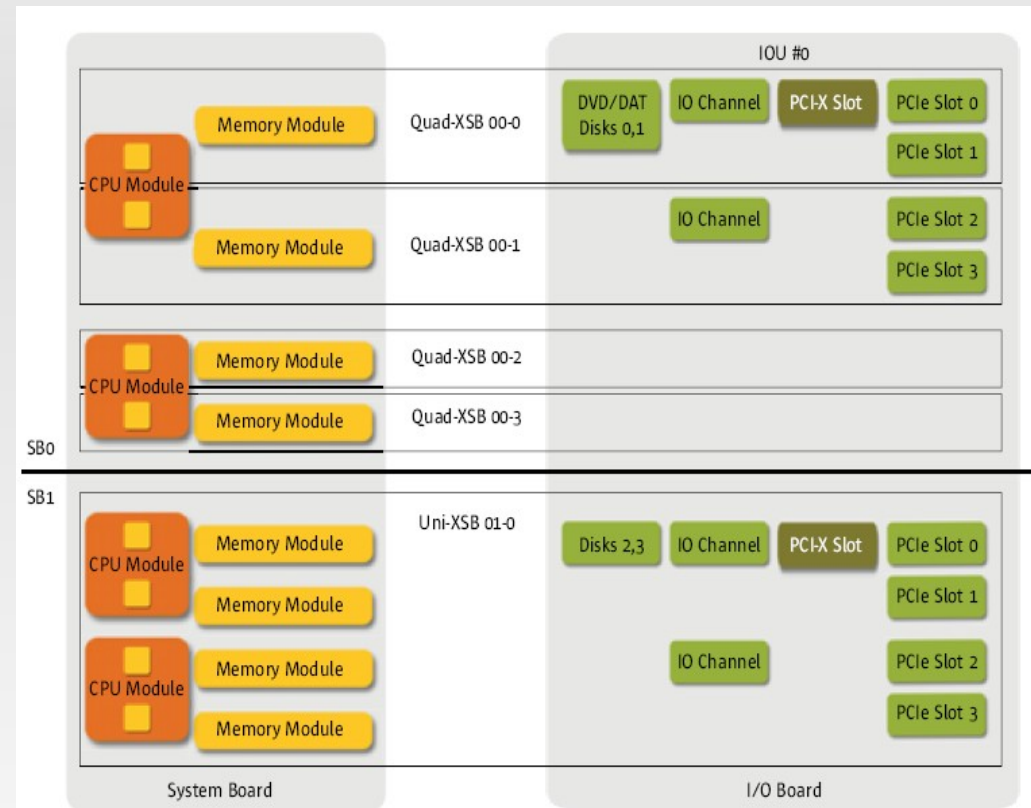 IOU #0
Memory Module
Quad-XSB 00-0
DVD/DAT
Disks 0,1
IO Channel
PCI-X Slot
PCIe Slot 0
PCIe Slot 1
CPU Module
Memory Module
Quad-XSB 00-1
IO Channel
PCIe Slot 2
PCIe Slot 3
Memory Module
Quad-XSB 00-2
CPU Module
Memory Module
Quad-XSB 00-3
SB0
SB1
Uni-XSB 01-0
Memory Module
Disks 2,3
IO Channel
PCI-X Slot
PCIe Slot 0
CPU Module
Memory Module
PCIe Slot 1
Memory Module
IO Channel
PCIe Slot 2
CPU Module
Memory Module
PCIe Slot 3
System Board
I/O Board